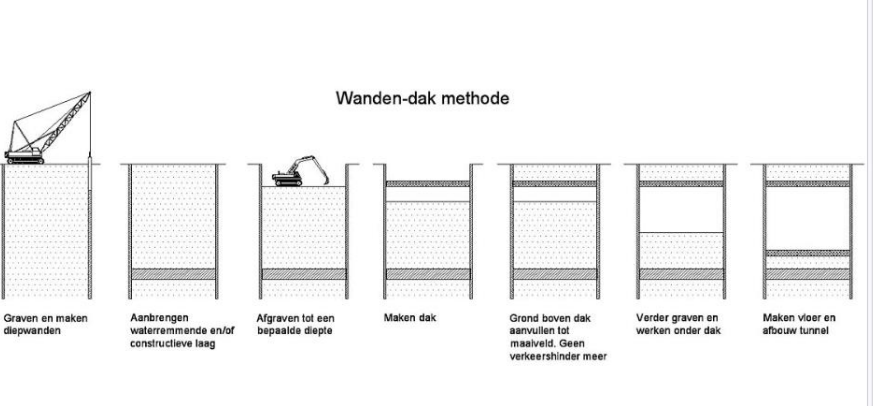 Wanden-dak methode
Graven en maken
diepwanden
Aanbrengen
waterremmende en/of
constructieve laag
Afgraven tot een
bepaalde diepte
Maken dak
Grond boven dak
aanvullen tot
maaiveld. Geen
verkeershinder meer
Verder graven en
werken onder dak
Maken vloer en
afbouw tunnel